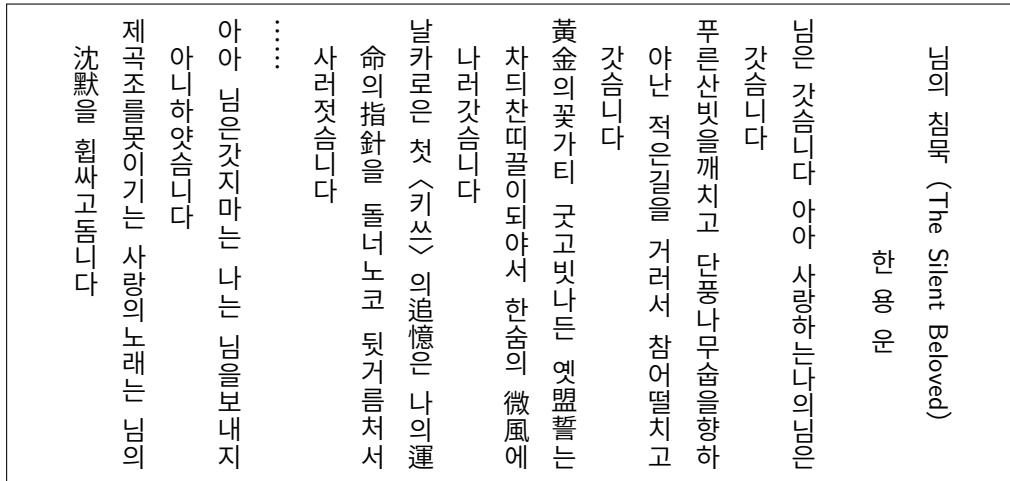 님의 침묵 (The Silent Beloved)
한 용 운
님은 갓슴니다 아아 사랑하는나의님은
갓슴니다
푸른산빗을깨치고 단풍나무숩을향하
야난 적은길을 거러서 참어떨치고
갓슴니다
黃金의꽃가티 굿고빗나든 옛盟誓는
차듸찬띠끌이되야서 한숨의 微風에
나러갓슴니다
날카로은 첫 〈키쓰〉 의追憶은 나의運
命의指針을 돌너노코 뒷거름처서
사러젓슴니다
……
아아 님은갓지마는 나는 님을보내지
아니하얏슴니다
제곡조를못이기는 사랑의노래는 님의
沈默을 휩싸고돔니다